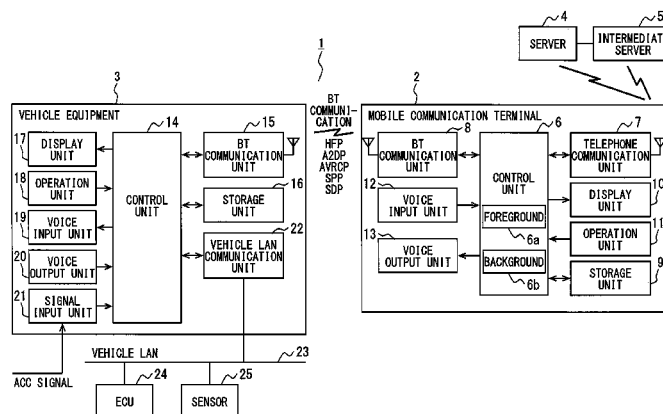 4
5
SERVER
INTERMEDIATE SERVER
1
3
2
VEHICLE EQUIPMENT
14
15
17
DISPLAY UNIT
BT COMMUNICATION UNIT
18
OPERATION UNIT
16
19
VOICE INPUT UNIT
CONTROL UNIT
STORAGE UNIT
22
20
VOICE OUTPUT UNIT
VEHICLE LAN COMMUNICATION UNIT
21
SIGNAL INPUT UNIT
ACC SIGNAL
VEHICLE LAN
23
24
25
ECU
SENSOR
BT
COMMUNI-
CATION
HFP
A2DP
AVRCP
SPP
SDP
MOBILE COMMUNICATION TERMINAL
8
6
7
BT COMMUNICATION UNIT
CONTROL UNIT
TELEPHONE COMMUNICATION UNIT
12
VOICE INPUT UNIT
10
DISPLAY UNIT
FOREGROUND
6a
11
OPERATION UNIT
13
VOICE OUTPUT UNIT
BACKGROUND
6b
9
STORAGE UNIT